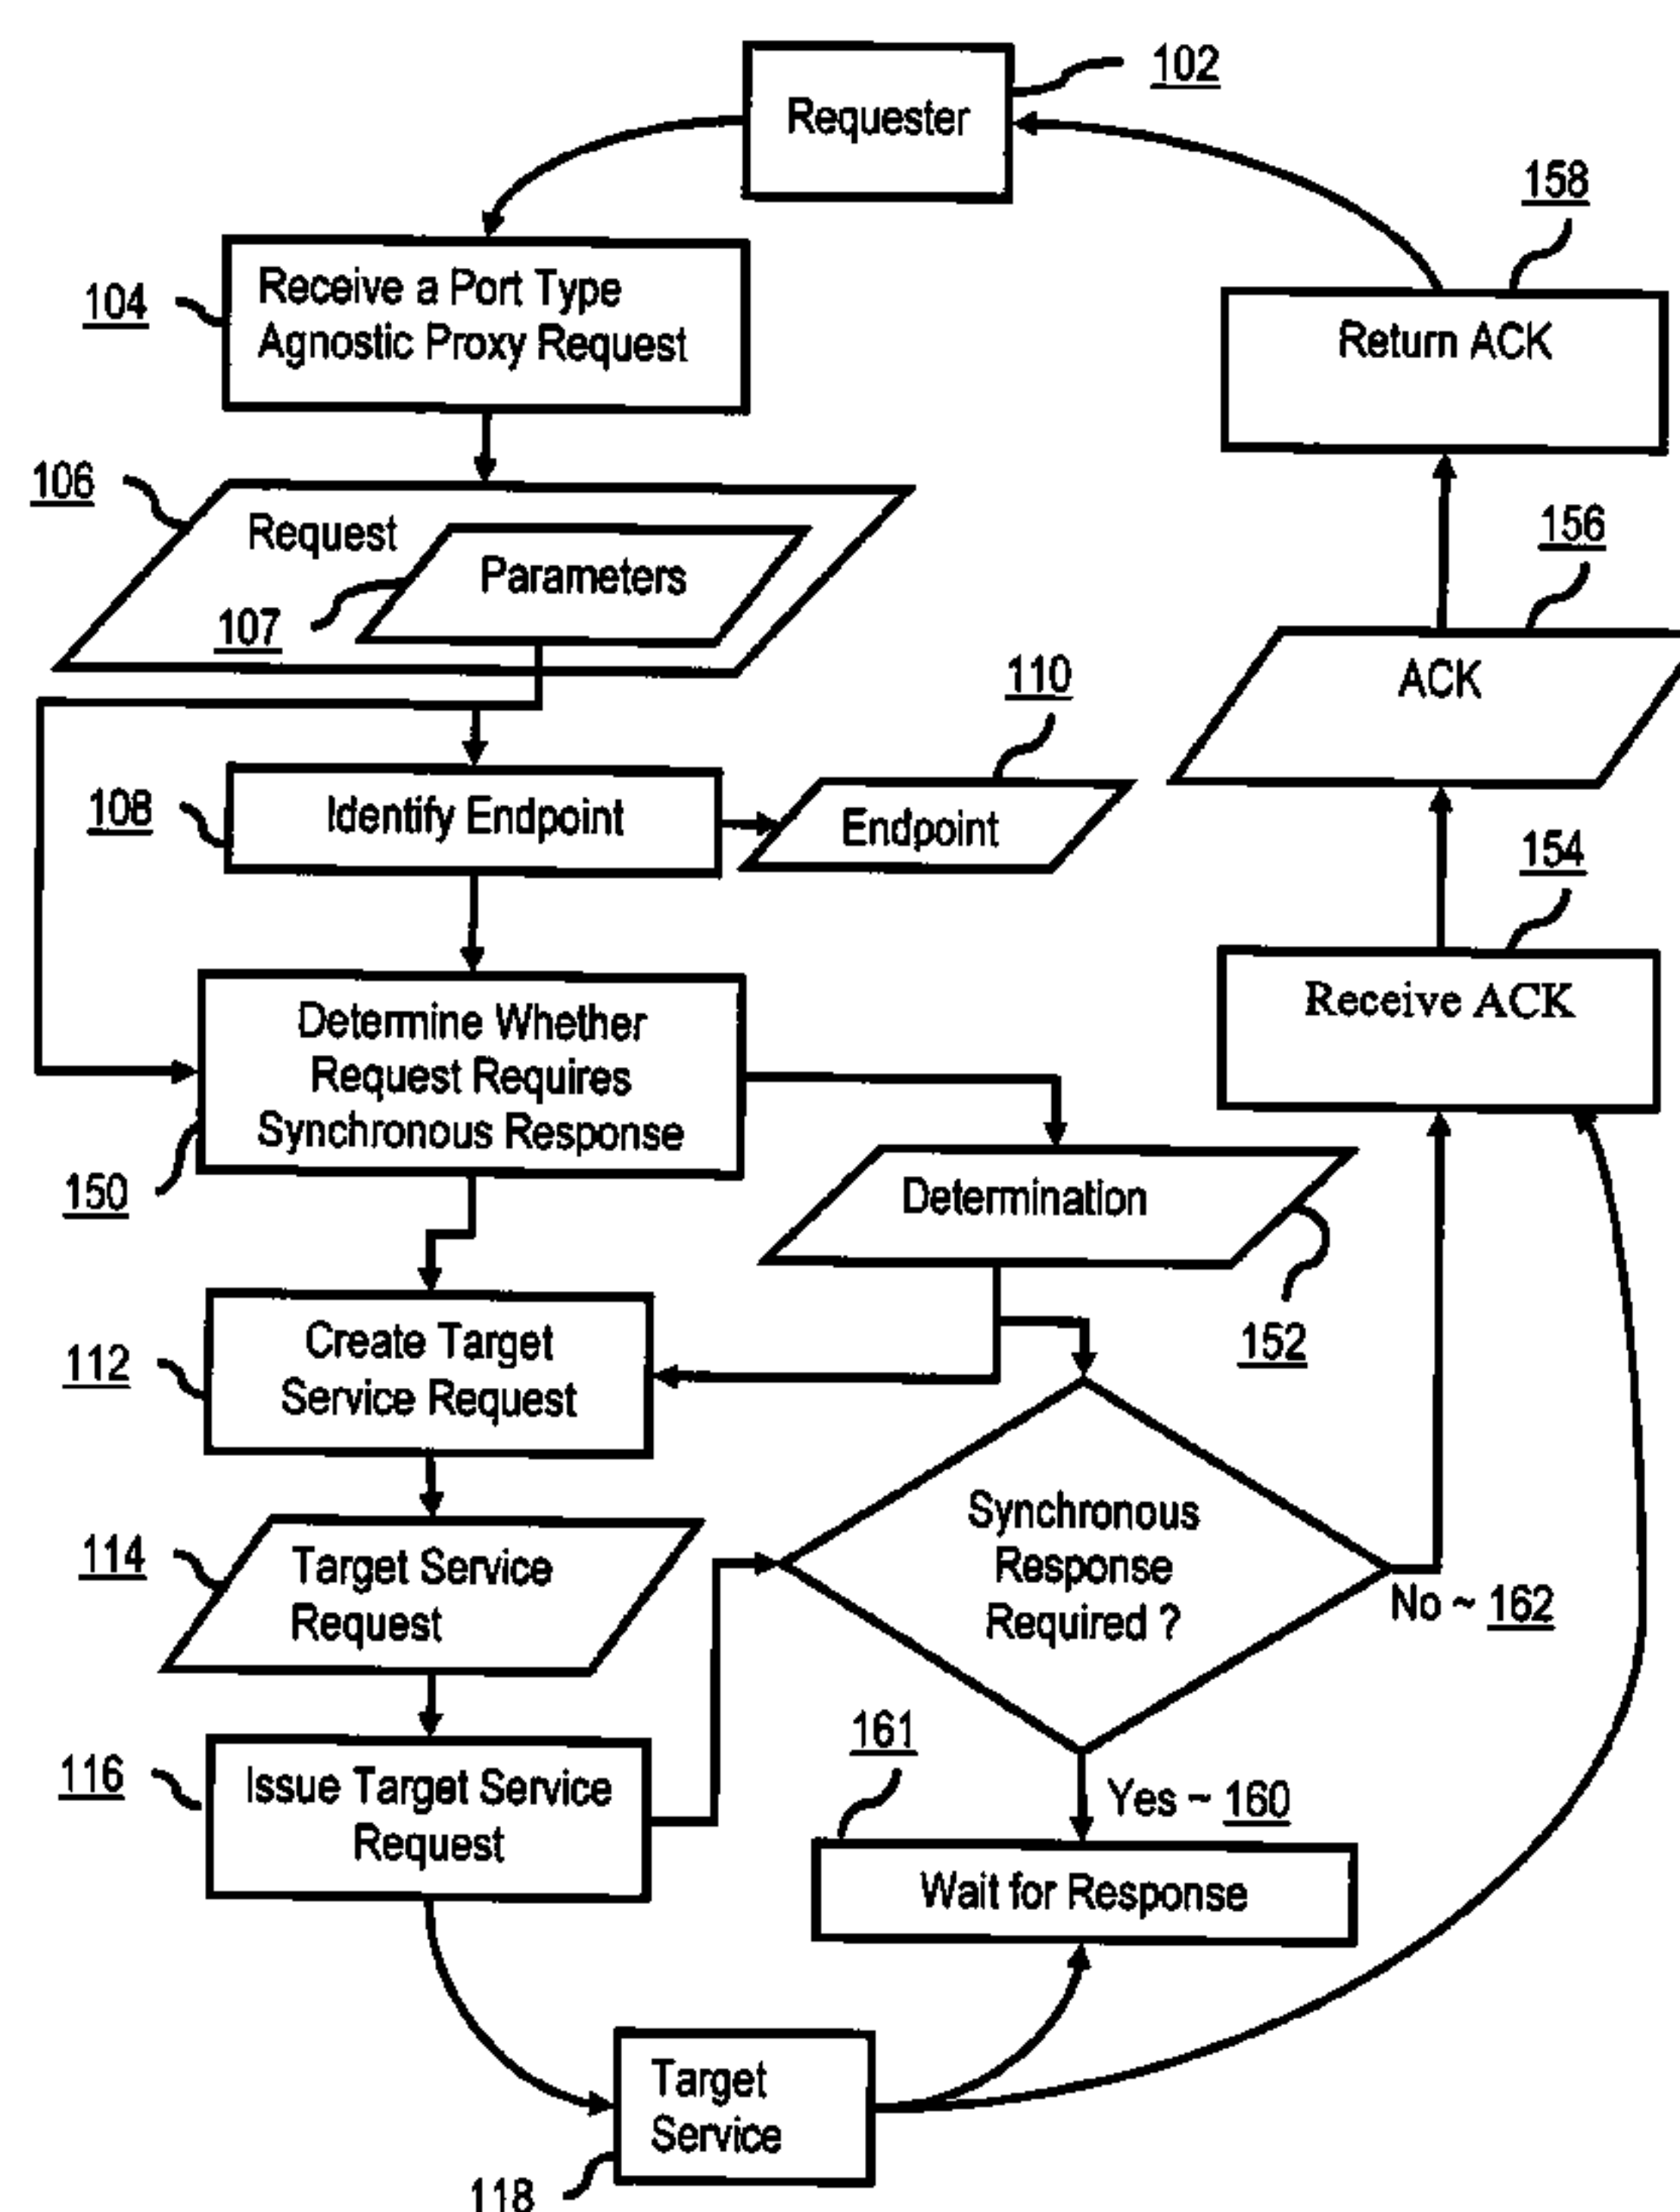 102
Requester
158
104
Receive a Port Type
Agnostic Proxy Request
Return ACK
106
Request
Parameters
107
156
ACK
110
108
Identify Endpoint
Endpoint
154
Receive ACK
Determine Whether
Request Requires
Synchronous Response
150
Determination
152
112
Create Target
Service Request
114
Target Service
Request
Synchronous
Response
Required ?
No ~ 162
161
116
Issue Target Service
Request
Yes ~ 160
Wait for Response
Target
Service
118